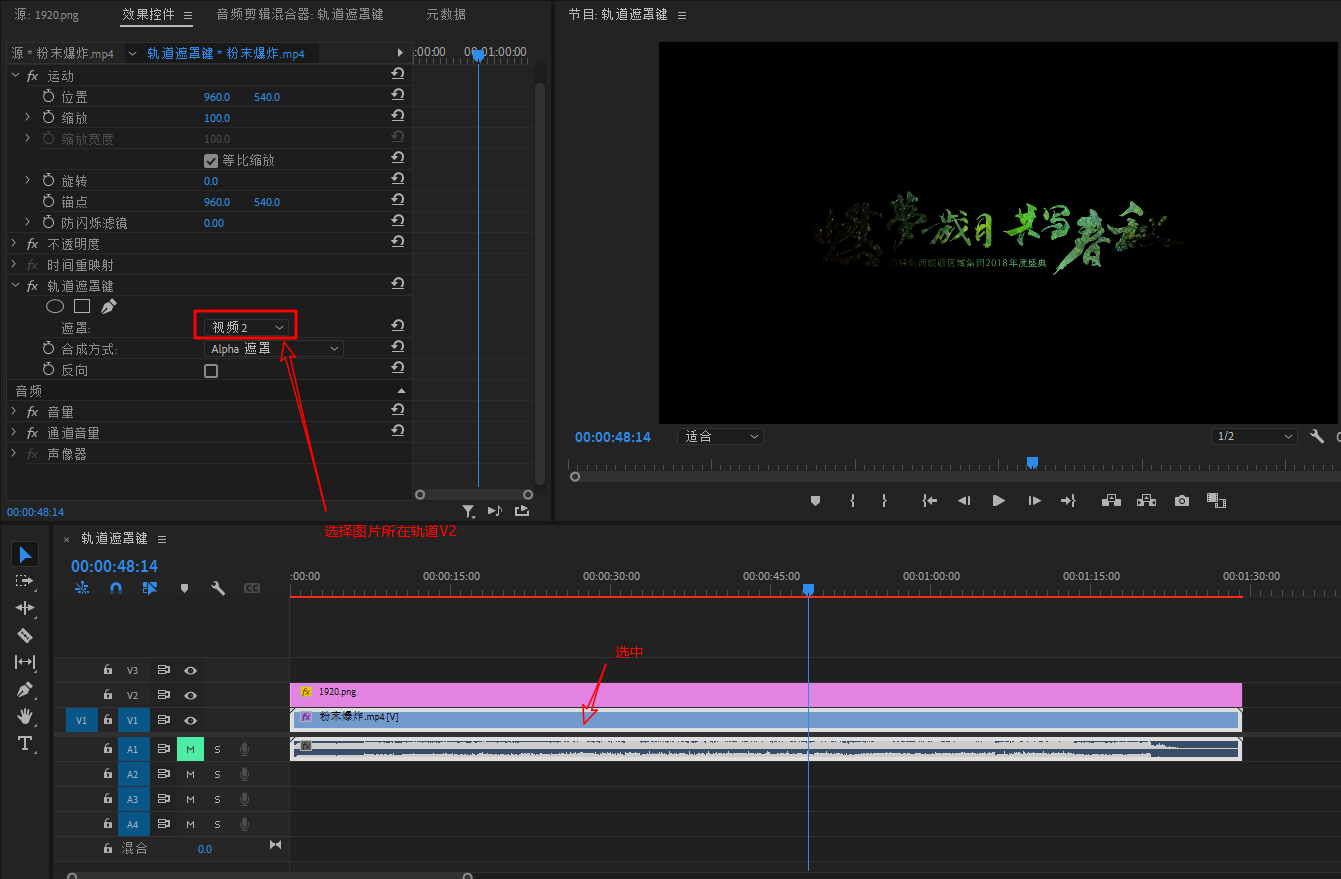 源: 1920.png
效果控件
音频剪辑混合器: 轨道遮罩键
元数据
节目: 轨道遮罩键
源 * 粉末爆炸.mp4
轨道遮罩键 * 粉末爆炸.mp4
:00:00
00:01:00:00
fx 运动
位置 960.0 540.0
缩放 100.0
缩放宽度 100.0
等比缩放
旋转 0.0
锚点 960.0 540.0
防闪烁滤镜 0.00
fx 不透明度
fx 时间重映射
fx 轨道遮罩键
遮罩: 视频 2
合成方式: Alpha 遮罩
反向
音频
fx 音量
fx 通道音量
fx 声像器
00:00:48:14
夢歲月 共写春秋
区域集团2018年度盛典
00:00:48:14
适合
1/2
选择图片所在轨道V2
× 轨道遮罩键
00:00:48:14
:00:00
00:00:15:00
00:00:30:00
00:00:45:00
00:01:00:00
00:01:15:00
00:01:30:00
选中
V3
V2
fx 1920.png
V1 V1
fx 粉末爆炸.mp4 [V]
A1 M S
fx
A2 M S
A3 M S
A4 M S
混合 0.0